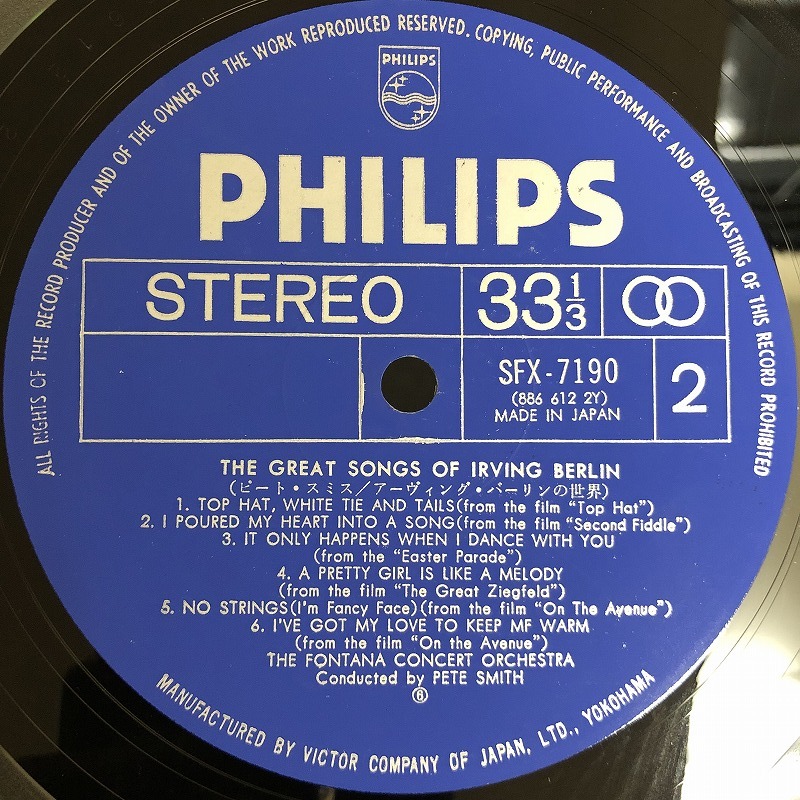 ALL RIGHTS OF THE RECORD PRODUCER AND OF THE OWNER OF THE WORK REPRODUCED RESERVED. COPYING, PUBLIC PERFORMANCE AND BROADCASTING OF THIS RECORD PROHIBITED
PHILIPS
PHILIPS
STEREO
33 1/3
SFX-7190
(886 612 2Y)
MADE IN JAPAN
2
THE GREAT SONGS OF IRVING BERLIN
(ピート・スミス/アーヴィング・バーリンの世界)
1. TOP HAT, WHITE TIE AND TAILS(from the film "Top Hat")
2. I POURED MY HEART INTO A SONG(from the film "Second Fiddle")
3. IT ONLY HAPPENS WHEN I DANCE WITH YOU
(from the "Easter Parade")
4. A PRETTY GIRL IS LIKE A MELODY
(from the film "The Great Ziegfeld")
5. NO STRINGS(I'm Fancy Face)(from the film "On The Avenue")
6. I'VE GOT MY LOVE TO KEEP MF WARM
(from the film "On the Avenue")
THE FONTANA CONCERT ORCHESTRA
Conducted by PETE SMITH
⑥
MANUFACTURED BY VICTOR COMPANY OF JAPAN, LTD., YOKOHAMA